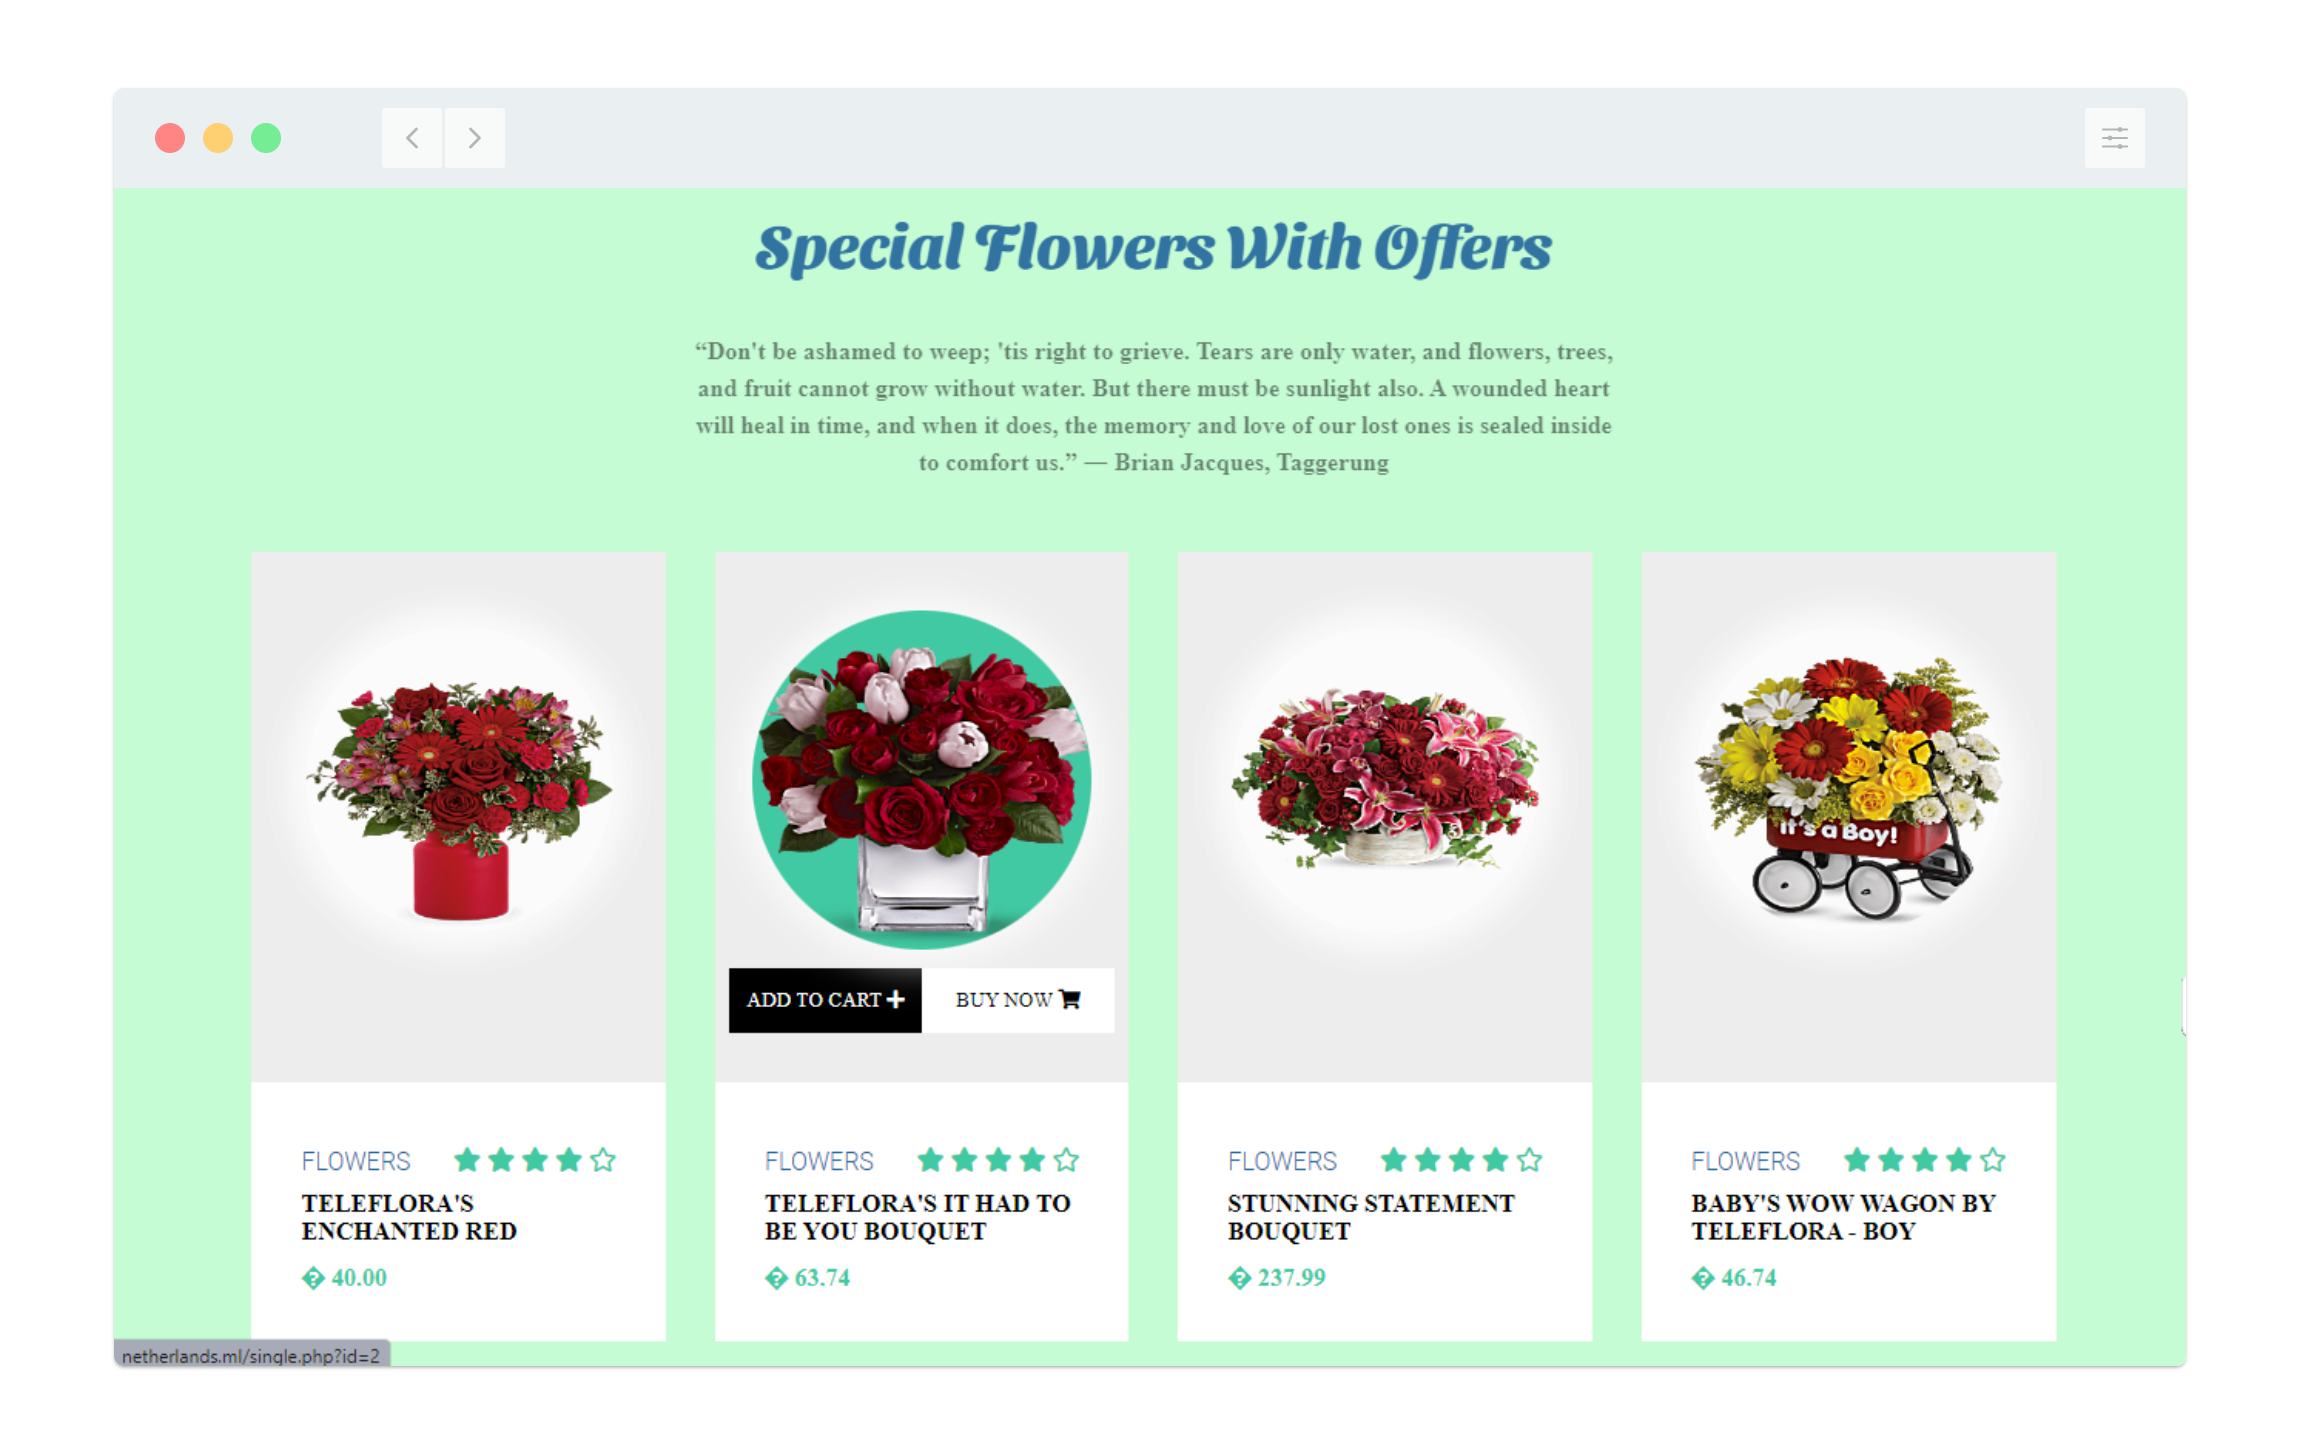 Special Flowers With Offers
“Don't be ashamed to weep; 'tis right to grieve. Tears are only water, and flowers, trees,
and fruit cannot grow without water. But there must be sunlight also. A wounded heart
will heal in time, and when it does, the memory and love of our lost ones is sealed inside
to comfort us.” — Brian Jacques, Taggerung
it's a Boy!
ADD TO CART
BUY NOW
FLOWERS
TELEFLORA'S
ENCHANTED RED
� 40.00
FLOWERS
TELEFLORA'S IT HAD TO
BE YOU BOUQUET
� 63.74
FLOWERS
STUNNING STATEMENT
BOUQUET
� 237.99
FLOWERS
BABY'S WOW WAGON BY
TELEFLORA - BOY
� 46.74
netherlands.ml/single.php?id=2